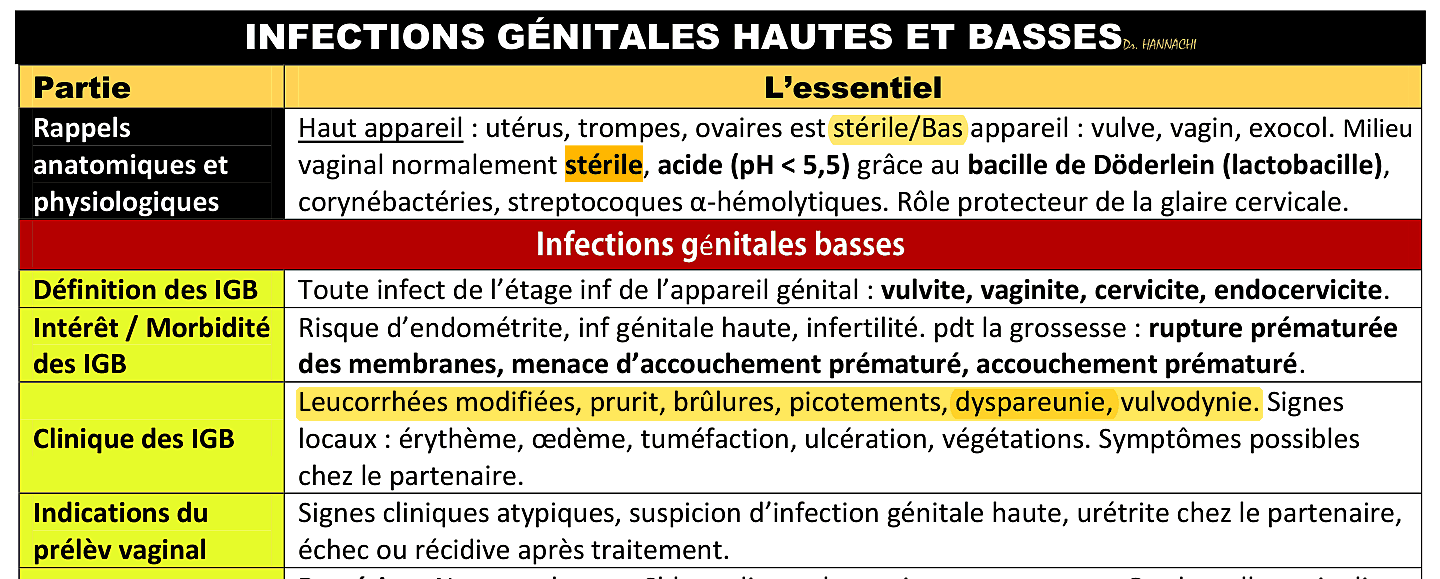 INFECTIONS GÉNITALES HAUTES ET BASSES Dr. HANNACHI
Partie
L’essentiel
Rappels
anatomiques et
physiologiques
Haut appareil : utérus, trompes, ovaires est stérile/Bas appareil : vulve, vagin, exocol. Milieu
vaginal normalement stérile, acide (pH < 5,5) grâce au bacille de Döderlein (lactobacille),
corynébactéries, streptocoques α-hémolytiques. Rôle protecteur de la glaire cervicale.
Infections génitales basses
Définition des IGB
Toute infect de l’étage inf de l’appareil génital : vulvite, vaginite, cervicite, endocervicite.
Intérêt / Morbidité
des IGB
Risque d’endométrite, inf génitale haute, infertilité. pdt la grossesse : rupture prématurée
des membranes, menace d’accouchement prématuré, accouchement prématuré.
Clinique des IGB
Leucorrhées modifiées, prurit, brûlures, picotements, dyspareunie, vulvodynie. Signes
locaux : érythème, œdème, tuméfaction, ulcération, végétations. Symptômes possibles
chez le partenaire.
Indications du
prélèv vaginal
Signes cliniques atypiques, suspicion d’infection génitale haute, urétrite chez le partenaire,
échec ou récidive après traitement.